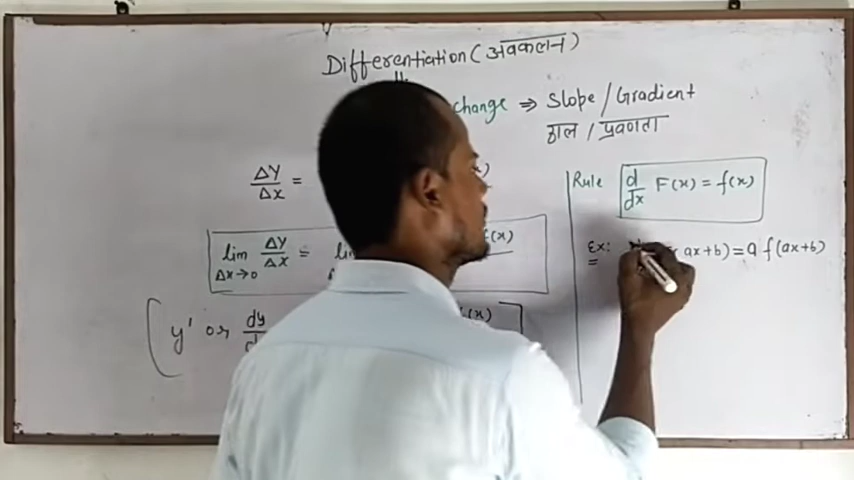 Differentiation (अवकलन)
change ⇒ Slope / Gradient
ढाल / प्रवणता
ΔY/Δx =
x)
Rule d/dx F(x) = f(x)
lim Δx→0 ΔY/Δx = lim
(x)
Ex: ax+b) = a f(ax+b)
y' or dy
(x)